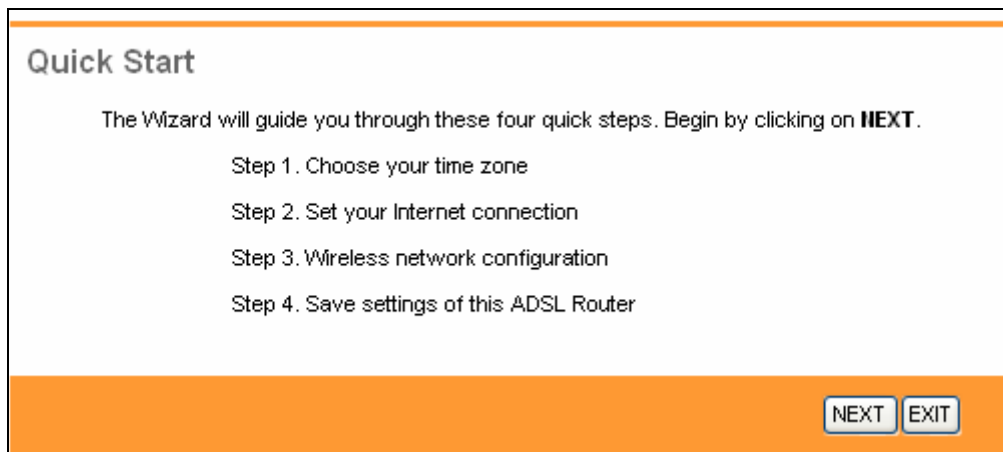 Quick Start
The Wizard will guide you through these four quick steps. Begin by clicking on NEXT.
Step 1. Choose your time zone
Step 2. Set your Internet connection
Step 3. Wireless network configuration
Step 4. Save settings of this ADSL Router
NEXT EXIT